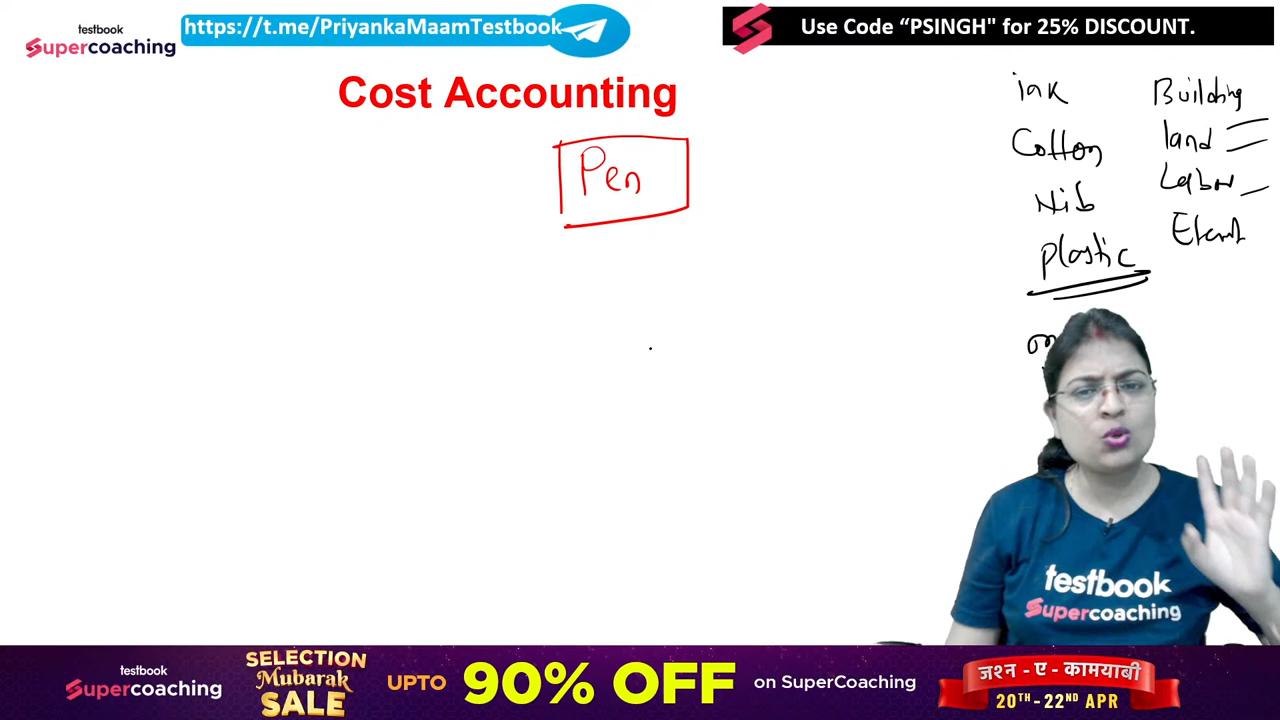 testbook
Supercoaching
https://t.me/PriyankaMaamTestbook
Use Code “PSINGH" for 25% DISCOUNT.
Cost Accounting
Pen
ink
Cotton
Nib
plastic
Building
land
Labor
testbook
Supercoaching
testbook
Supercoaching
SELECTION
Mubarak
SALE
UPTO 90% OFF on SuperCoaching
जश्न - ए - कामयाबी
20TH - 22ND APR